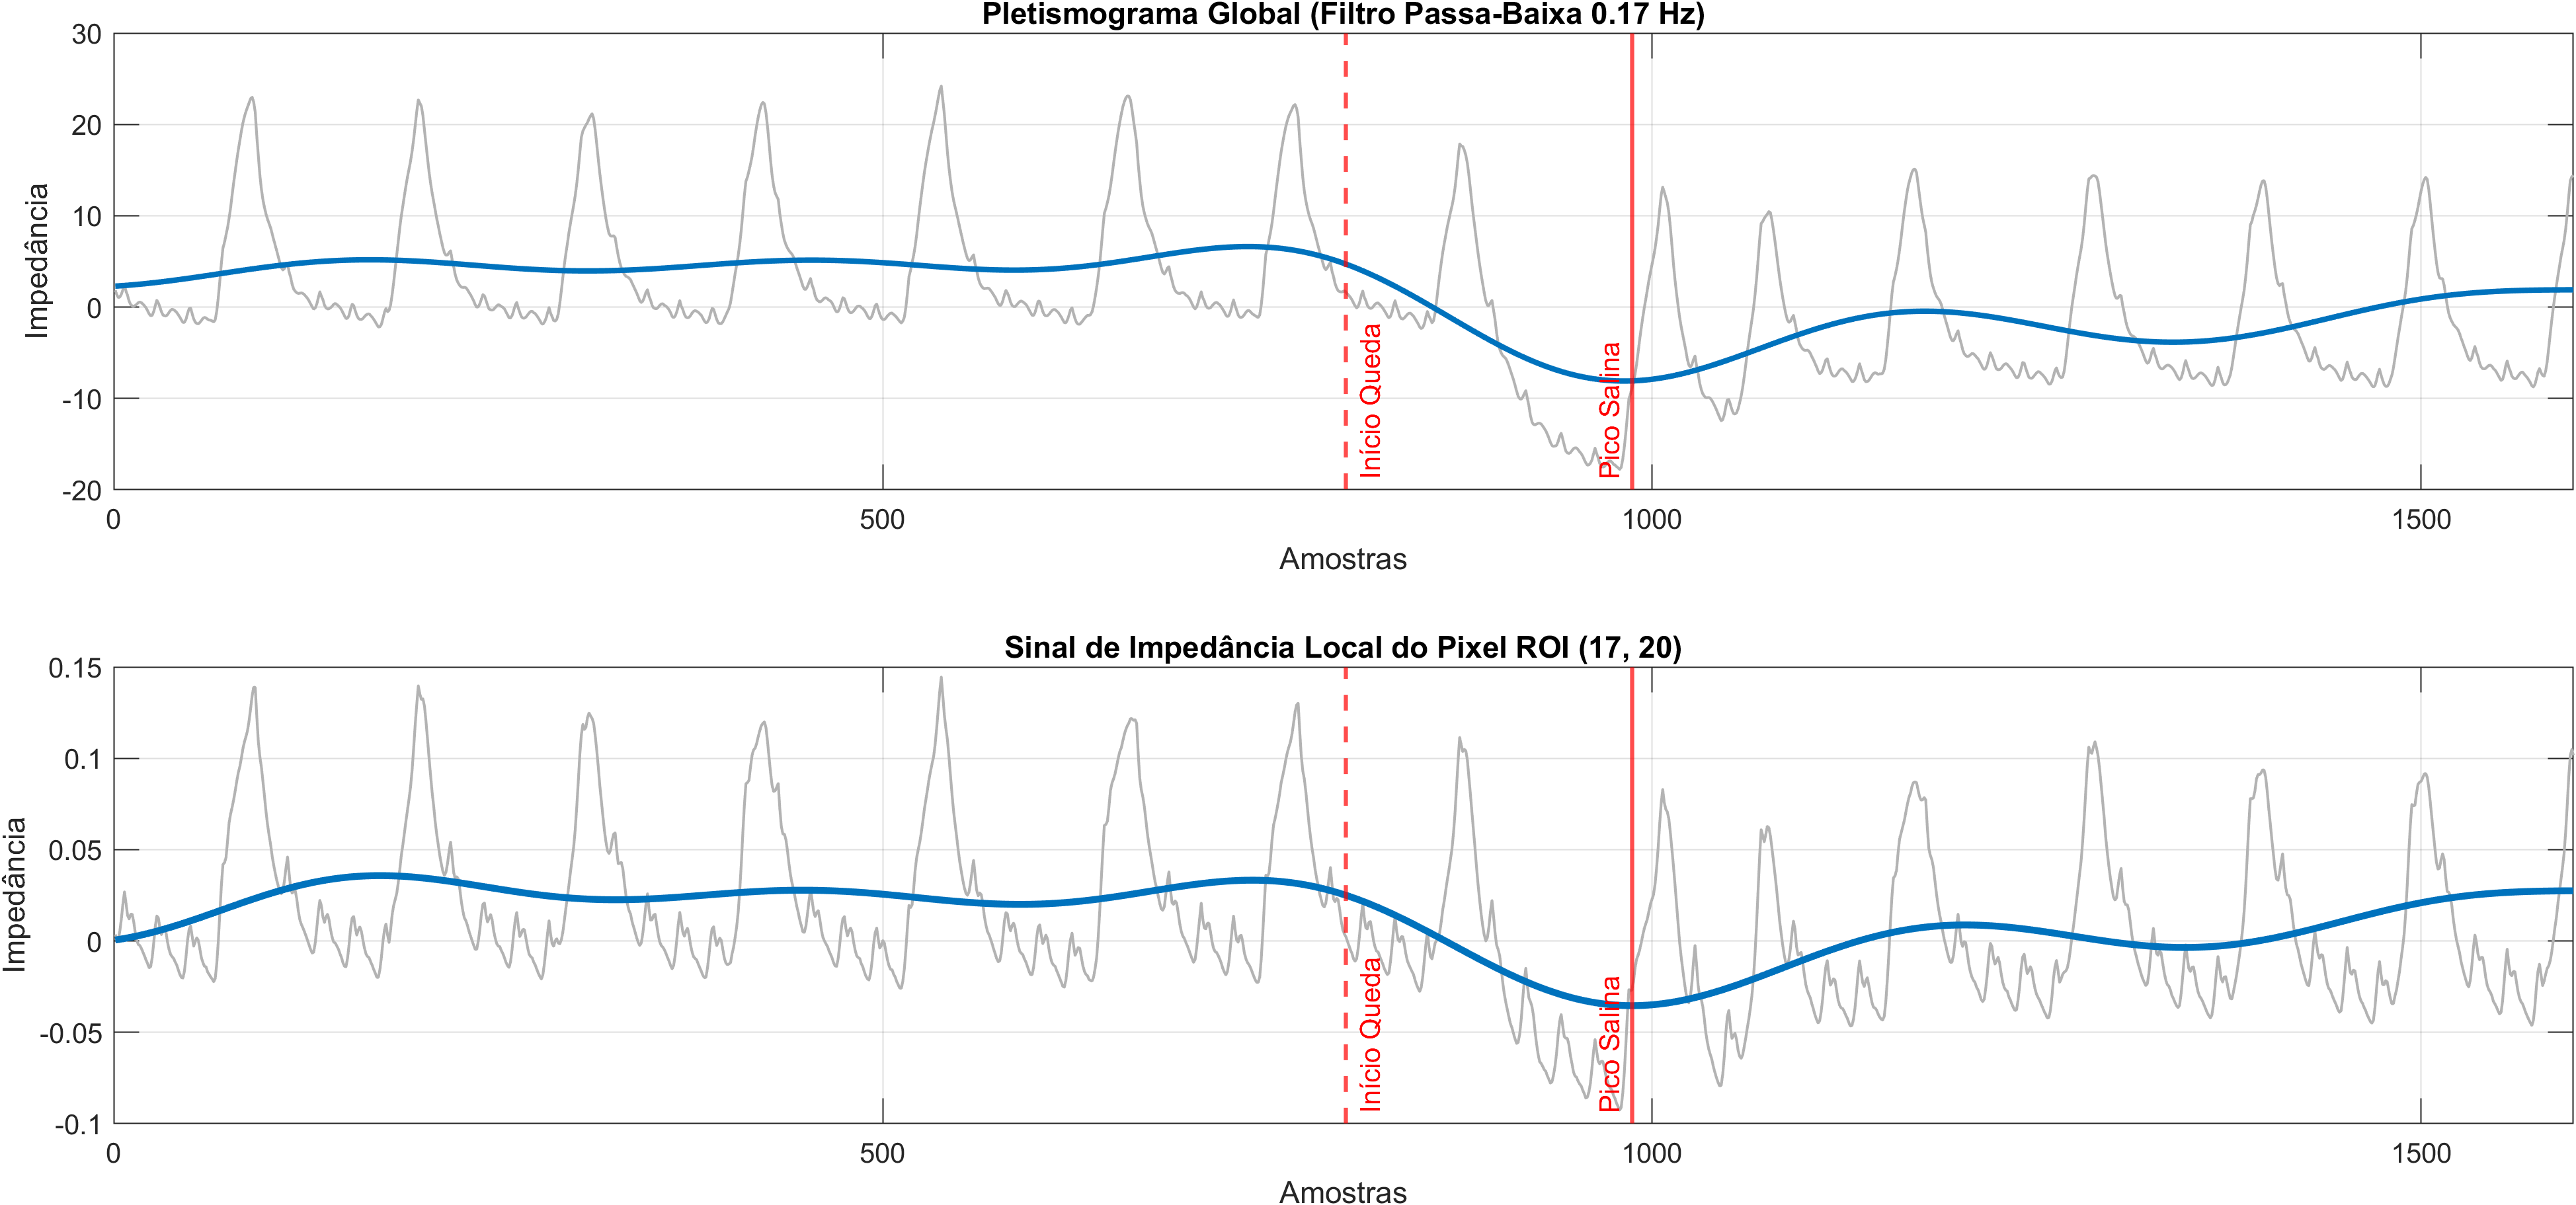 Pletismograma Global (Filtro Passa-Baixa 0.17 Hz)
30
20
10
0
-10
-20
Impedância
Início Queda
Pico Salina
0
500
1000
1500
Amostras
Sinal de Impedância Local do Pixel ROI (17, 20)
0.15
0.1
0.05
0
-0.05
-0.1
Impedância
Início Queda
Pico Salina
0
500
1000
1500
Amostras